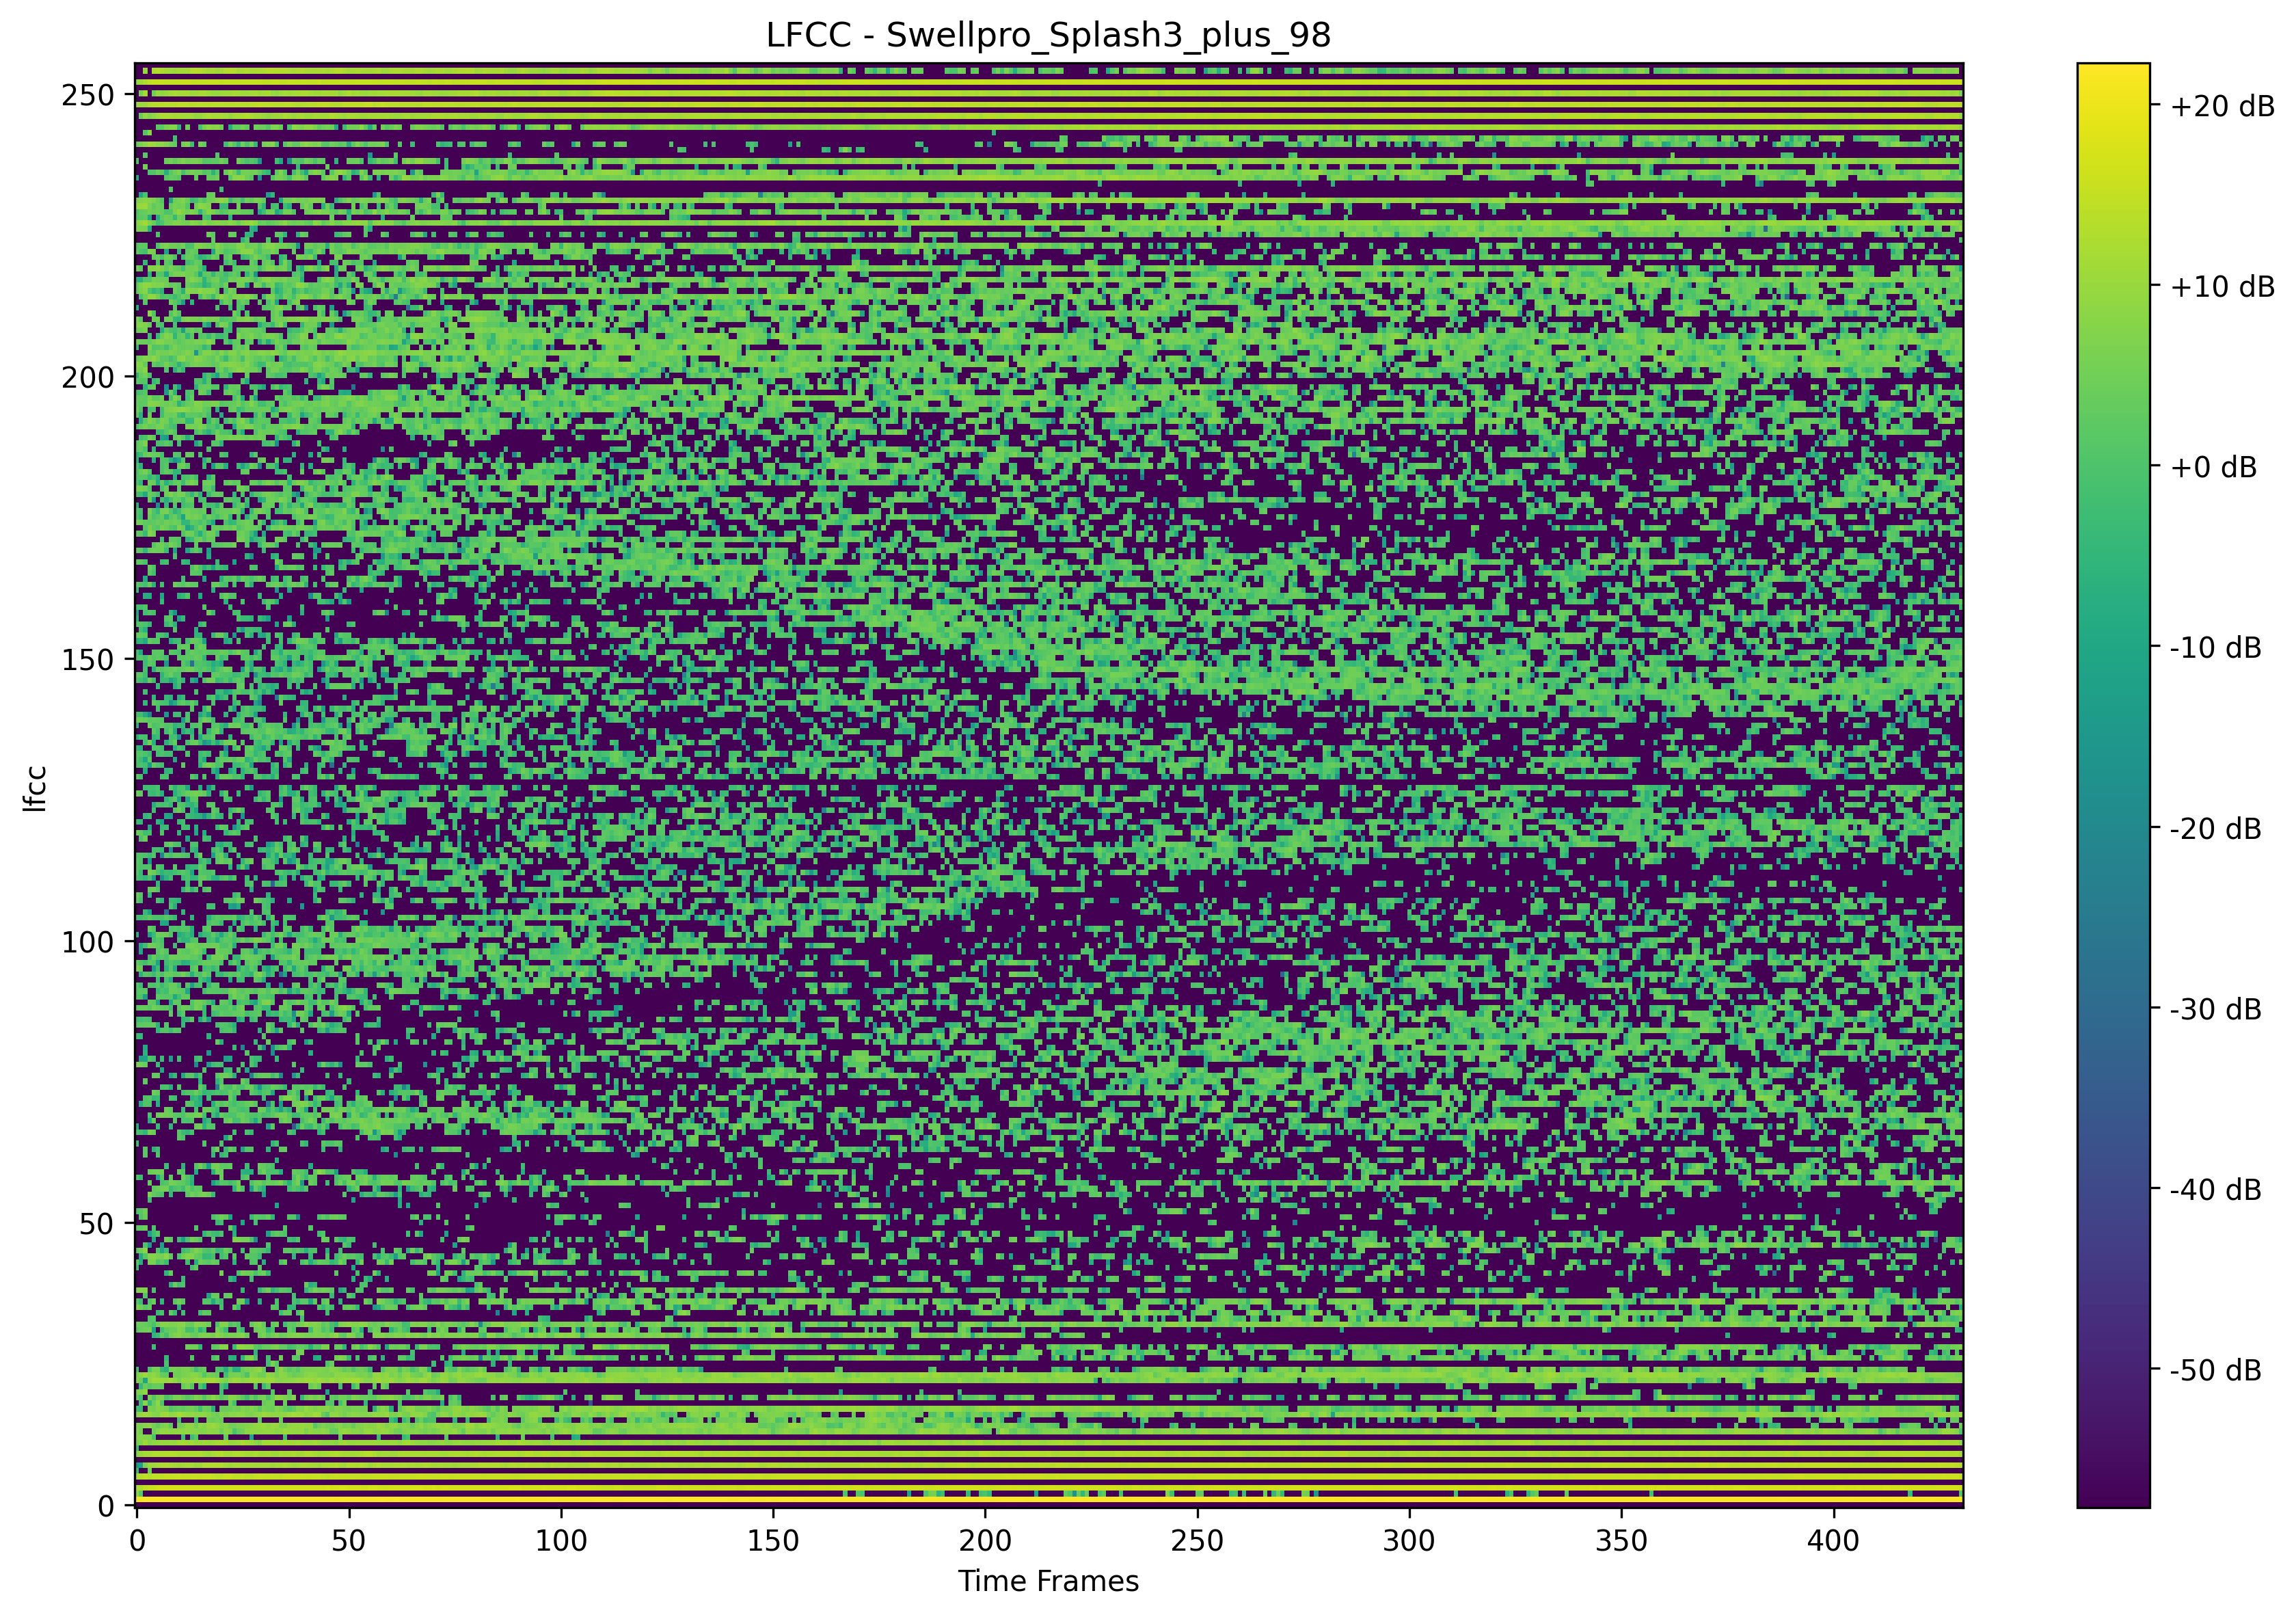 LFCC - Swellpro_Splash3_plus_98
250
200
150
100
50
0
lfcc
0 50 100 150 200 250 300 350 400
Time Frames
+20 dB
+10 dB
+0 dB
-10 dB
-20 dB
-30 dB
-40 dB
-50 dB